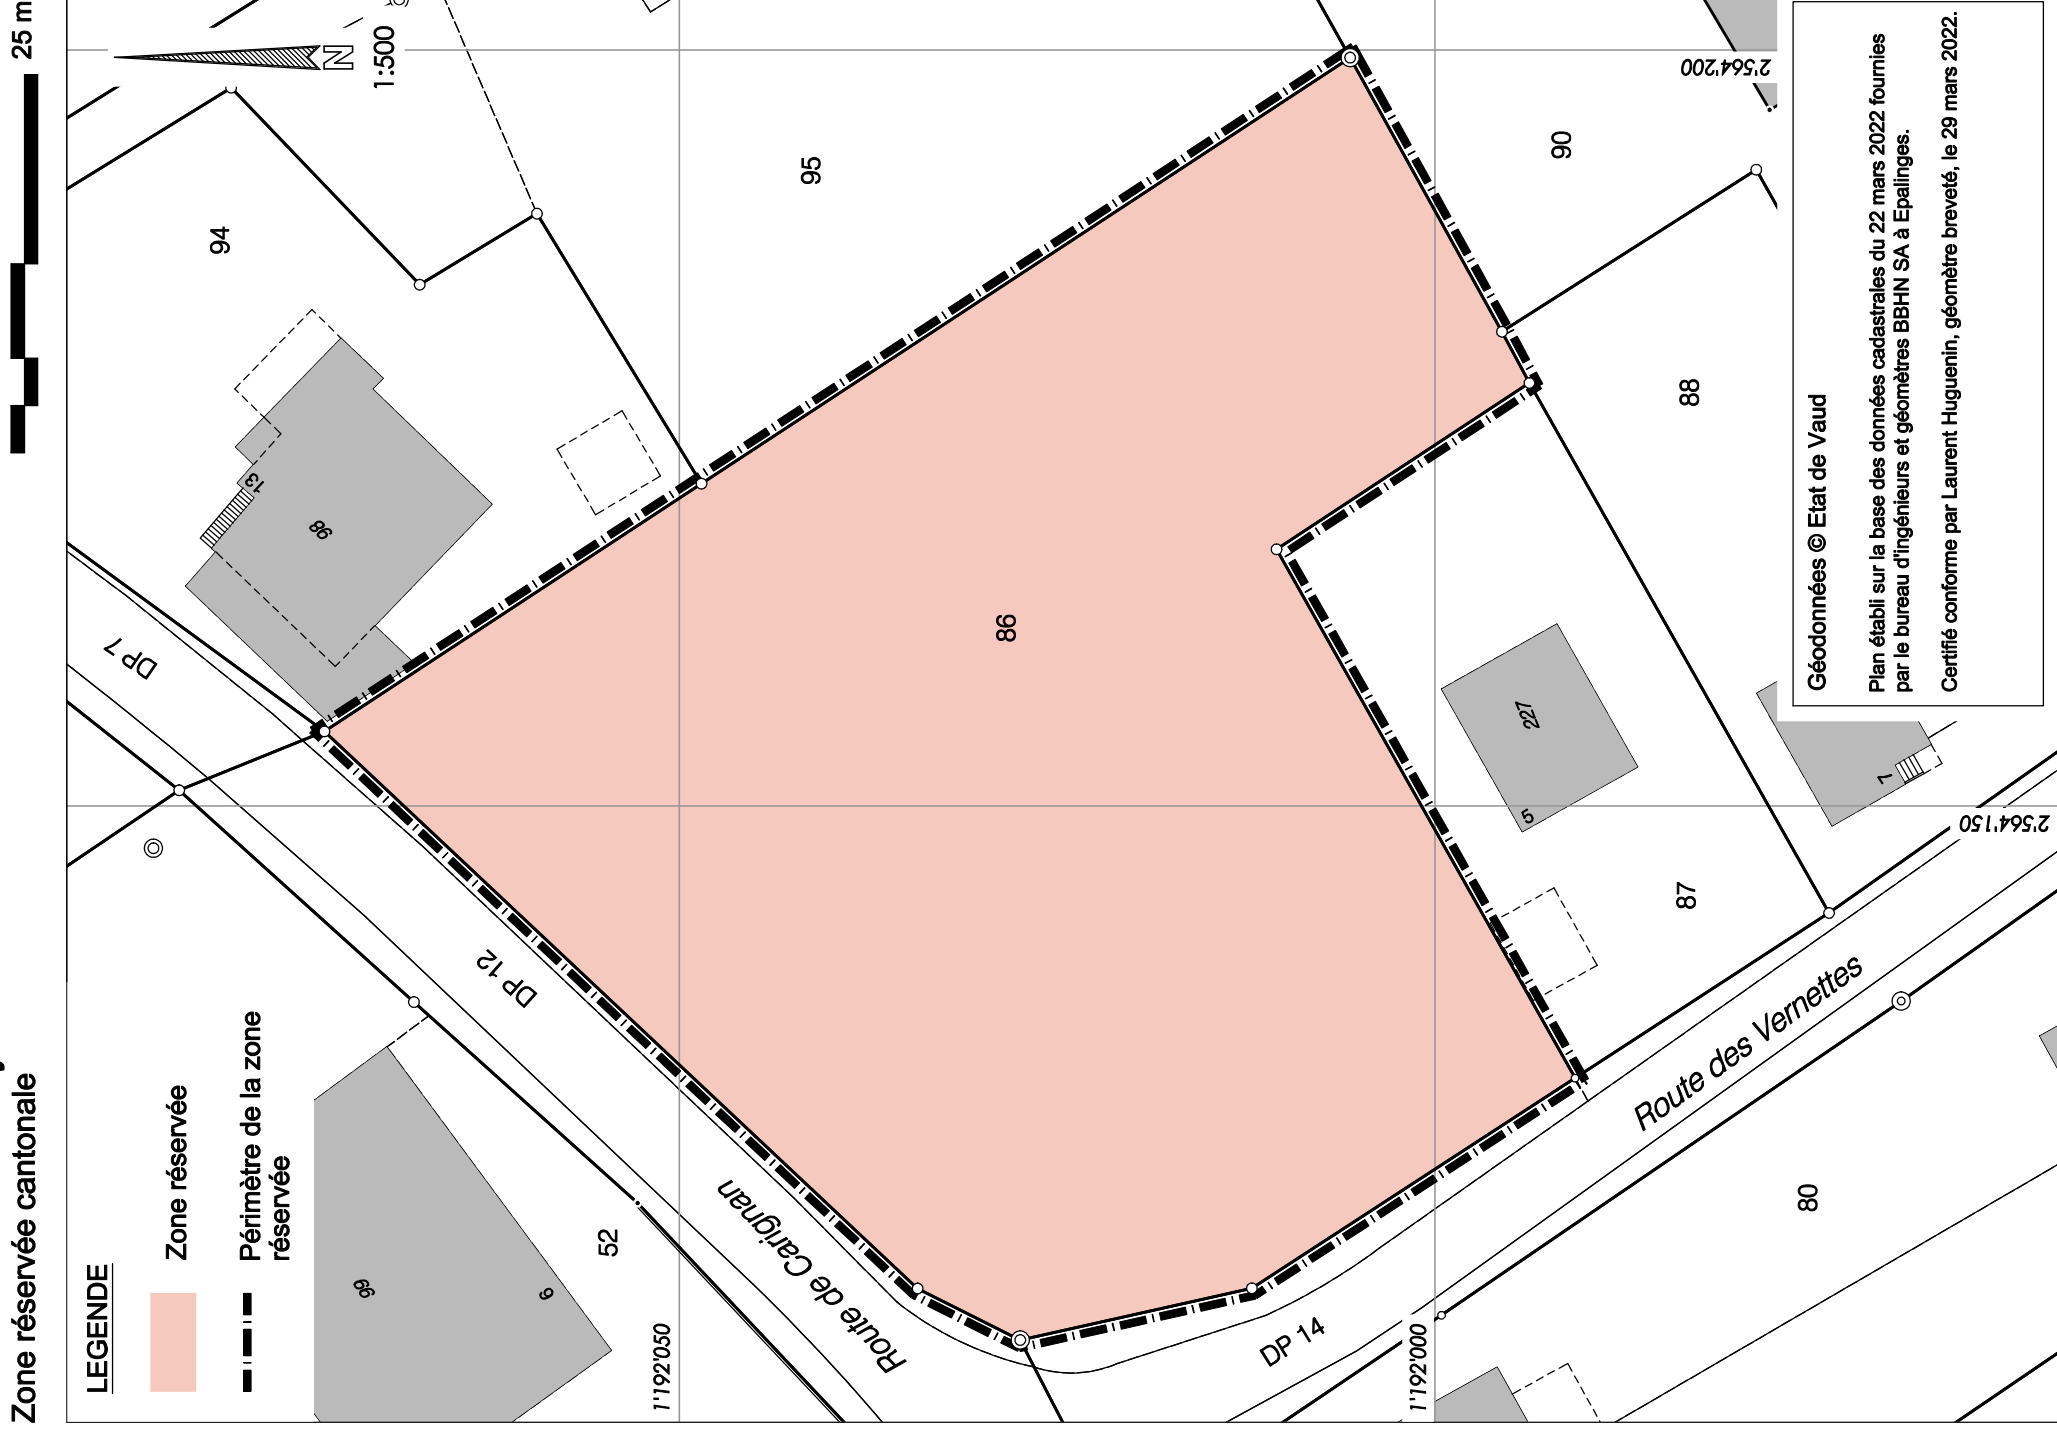 Zone réservée cantonale
25 m
LEGENDE
Zone réservée
Périmètre de la zone
réservée
1:500
N
94
95
90
88
86
87
80
52
98
13
99
9
227
5
7
DP 7
DP 12
DP 14
Route de Carignan
Route des Vernettes
1'192'050
1'192'000
2'564'200
2'564'150
Géodonnées © Etat de Vaud
Plan établi sur la base des données cadastrales du 22 mars 2022 fournies
par le bureau d'ingénieurs et géomètres BBHN SA à Epalinges.
Certifié conforme par Laurent Huguenin, géomètre breveté, le 29 mars 2022.